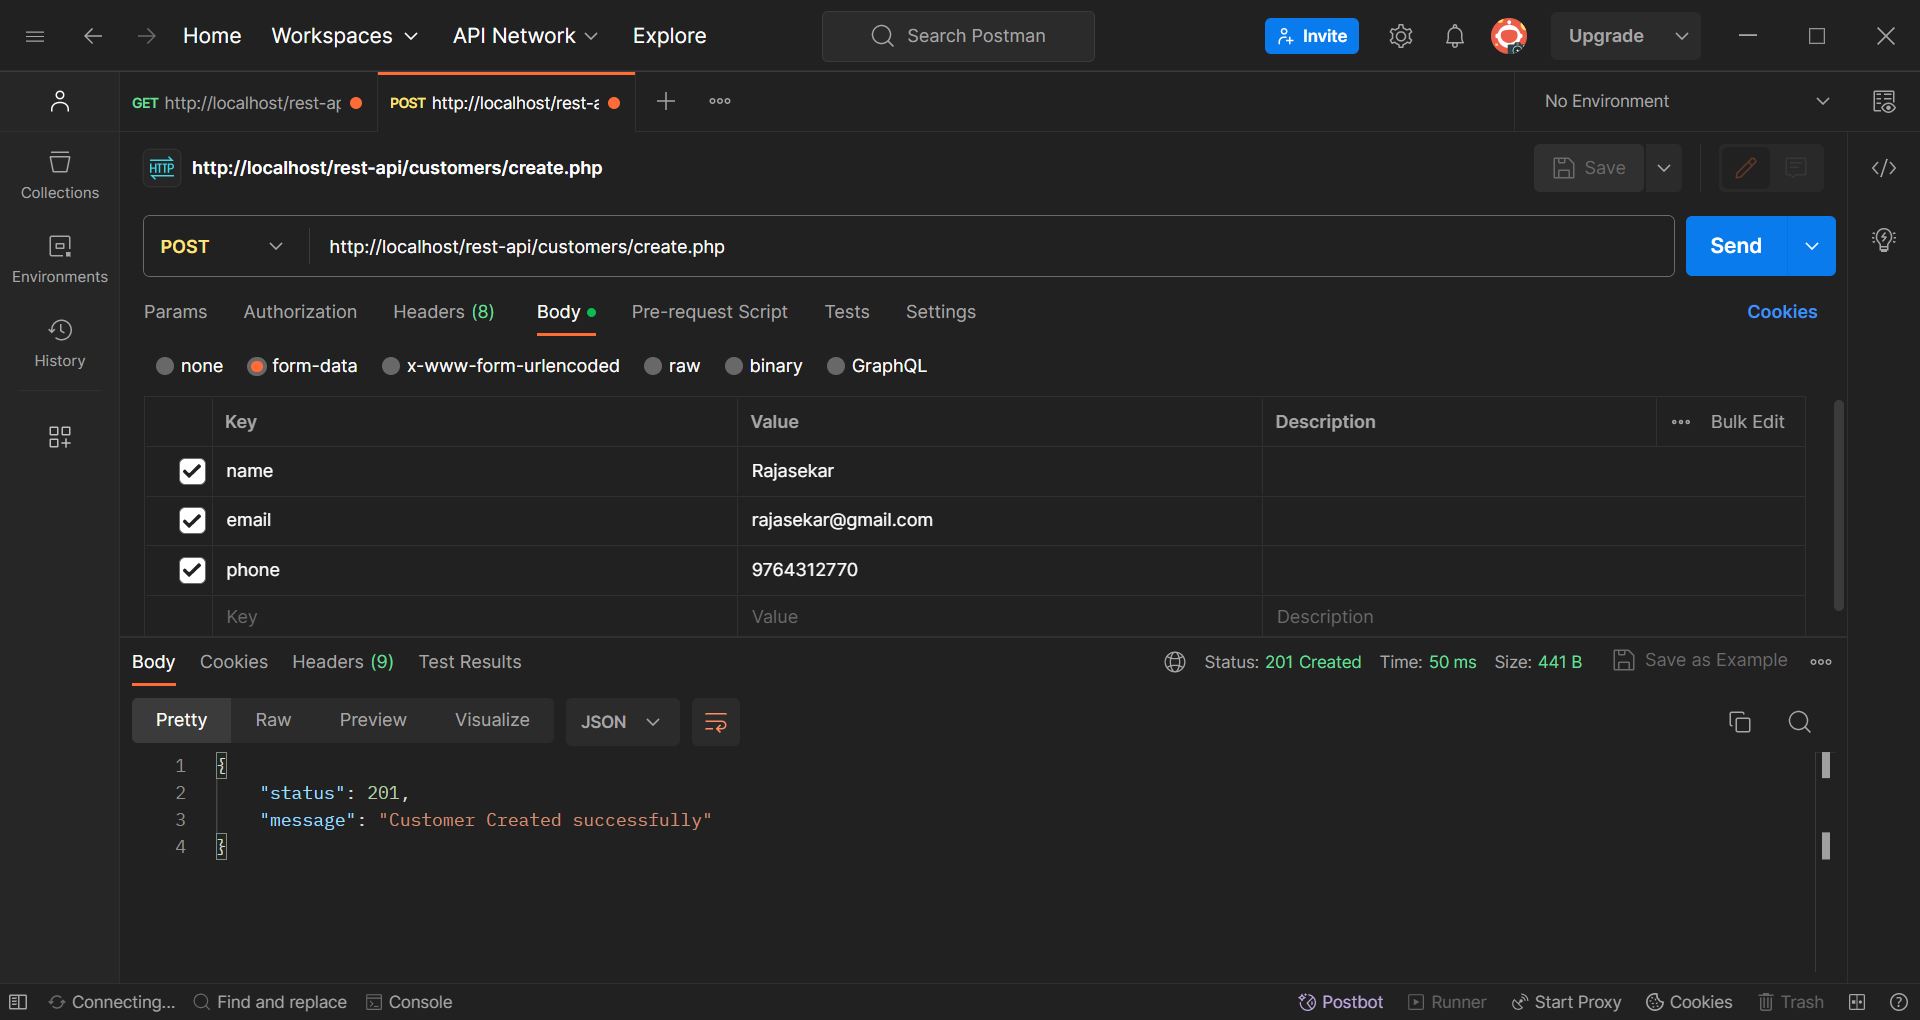 Home Workspaces API Network Explore Search Postman Invite Upgrade
GET http://localhost/rest-ap POST http://localhost/rest-a No Environment
HTTP http://localhost/rest-api/customers/create.php Save
Collections
POST http://localhost/rest-api/customers/create.php Send
Environments
Params Authorization Headers (8) Body Pre-request Script Tests Settings Cookies
History
none form-data x-www-form-urlencoded raw binary GraphQL
Key Value Description Bulk Edit
name Rajasekar
email rajasekar@gmail.com
phone 9764312770
Key Value Description
Body Cookies Headers (9) Test Results Status: 201 Created Time: 50 ms Size: 441 B Save as Example
Pretty Raw Preview Visualize JSON
1 {
2 "status": 201,
3 "message": "Customer Created successfully"
4 }
Connecting... Find and replace Console Postbot Runner Start Proxy Cookies Trash